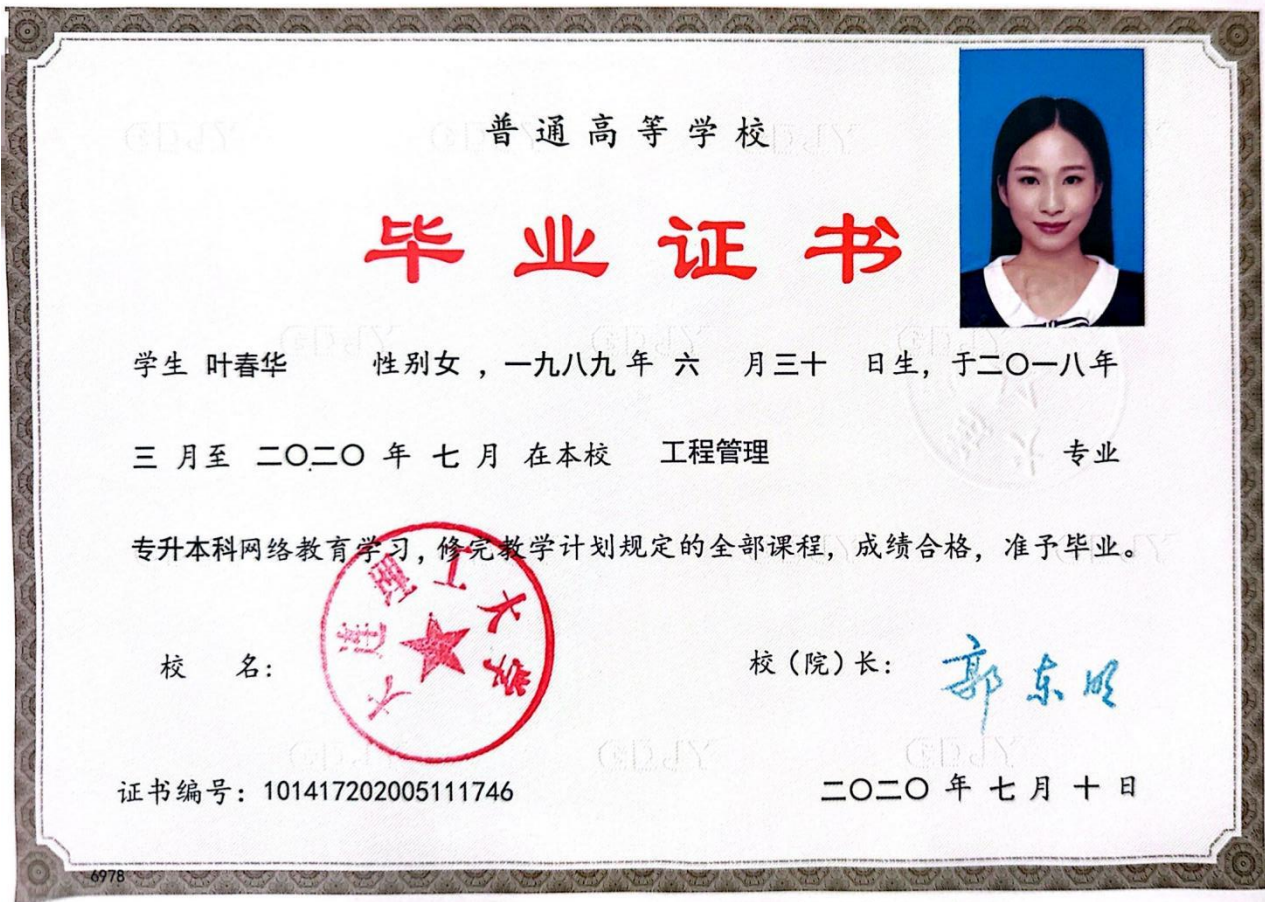 普通高等学校
毕业证书
学生 叶春华 性别女，一九八九年 六 月三十 日生，于二〇一八年
三 月至 二〇二〇 年 七 月 在本校 工程管理 专业
专升本科网络教育学习，修完教学计划规定的全部课程，成绩合格，准予毕业。
校 名：
大连理工大学
校（院）长：
郭东明
证书编号：101417202005111746
二〇二〇 年 七 月 十 日
6978